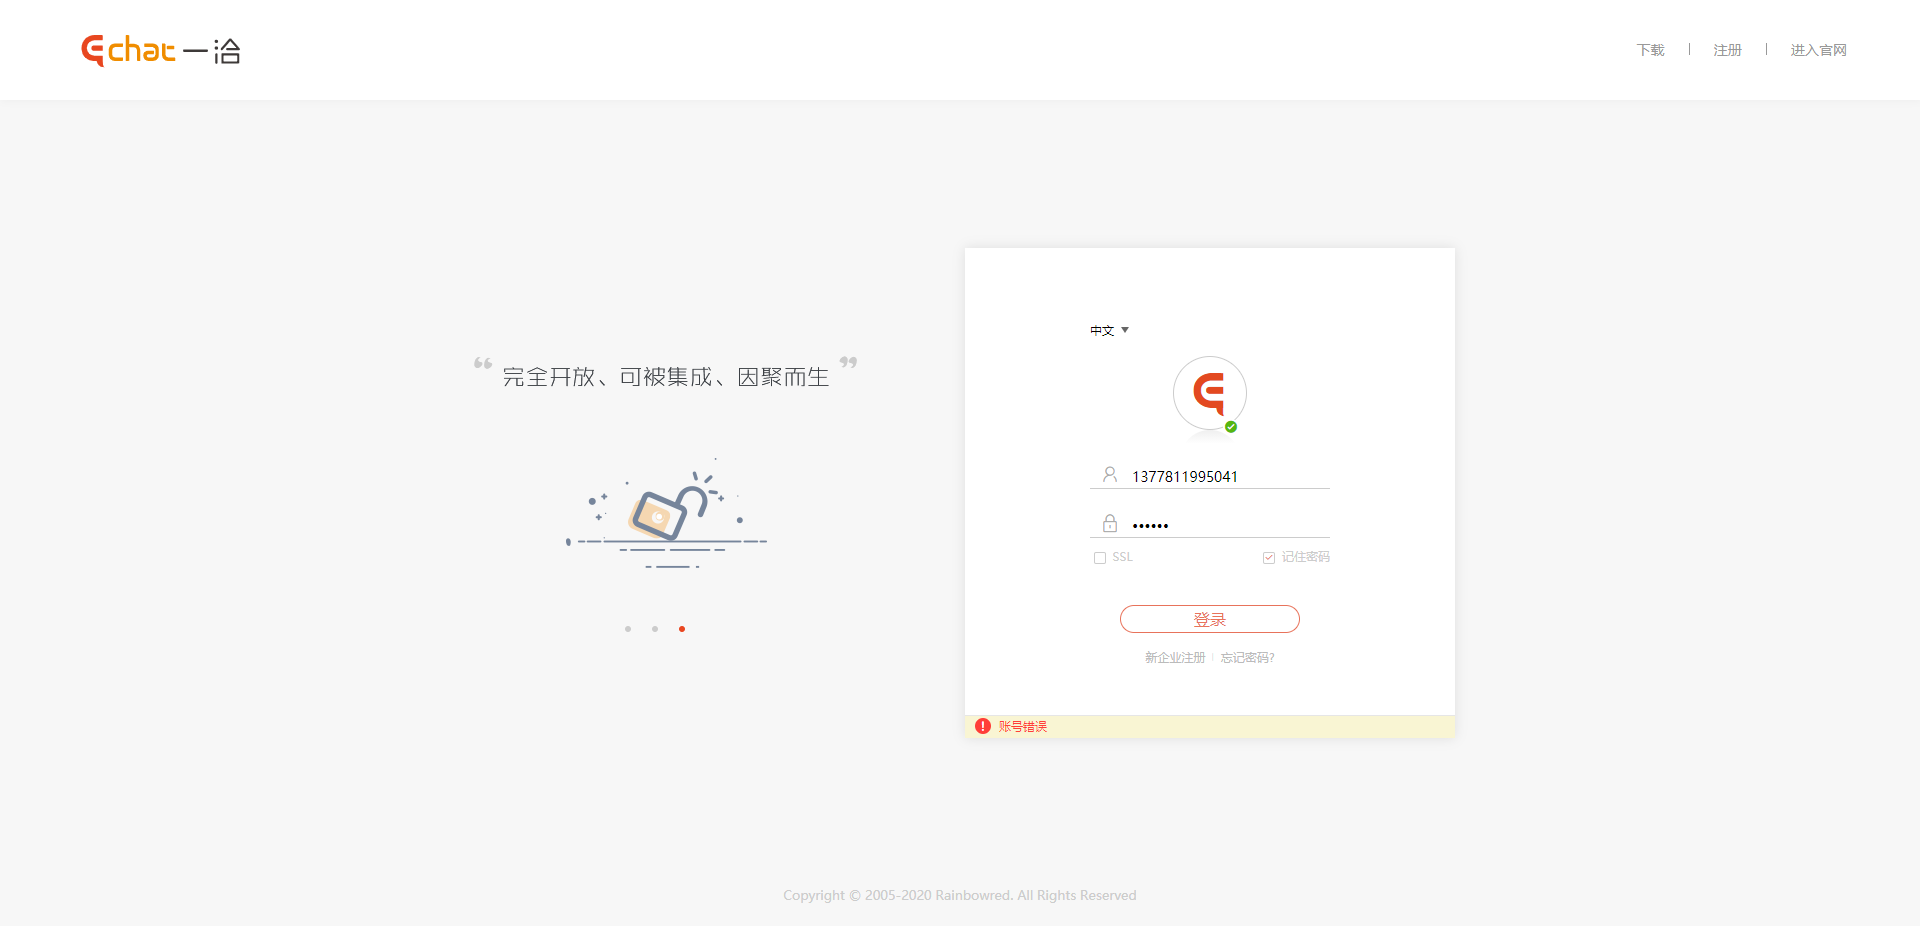 Echat 一洽
下载 | 注册 | 进入官网
中文
“ 完全开放、可被集成、因聚而生 ”
1377811995041
••••••
SSL 记住密码
登录
新企业注册 | 忘记密码?
账号错误
Copyright © 2005-2020 Rainbowred. All Rights Reserved